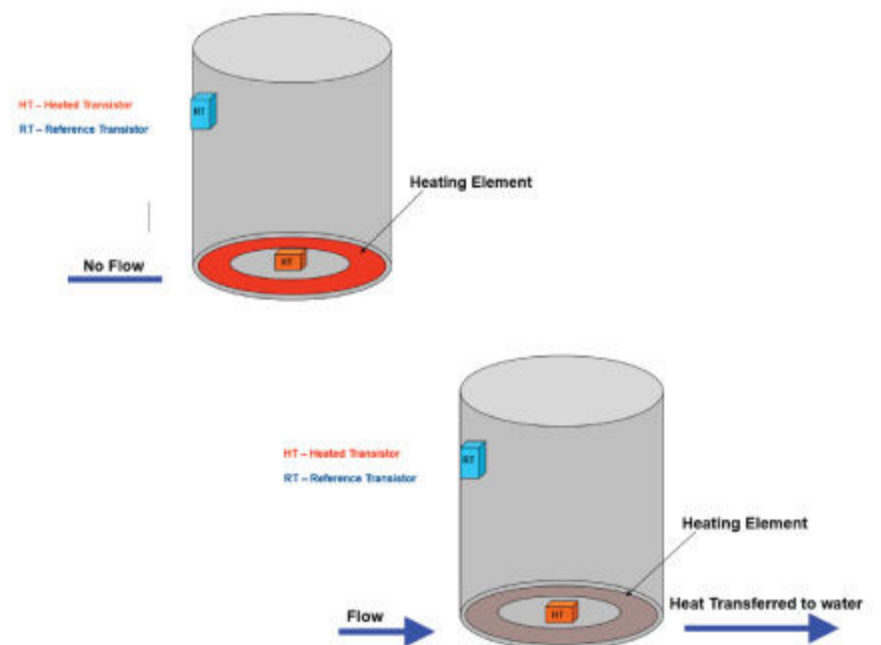 RT
HT – Heated Transistor
RT – Reference Transistor
Heating Element
HT
No Flow
HT – Heated Transistor
RT – Reference Transistor
RT
Heating Element
HT
Flow
Heat Transferred to water